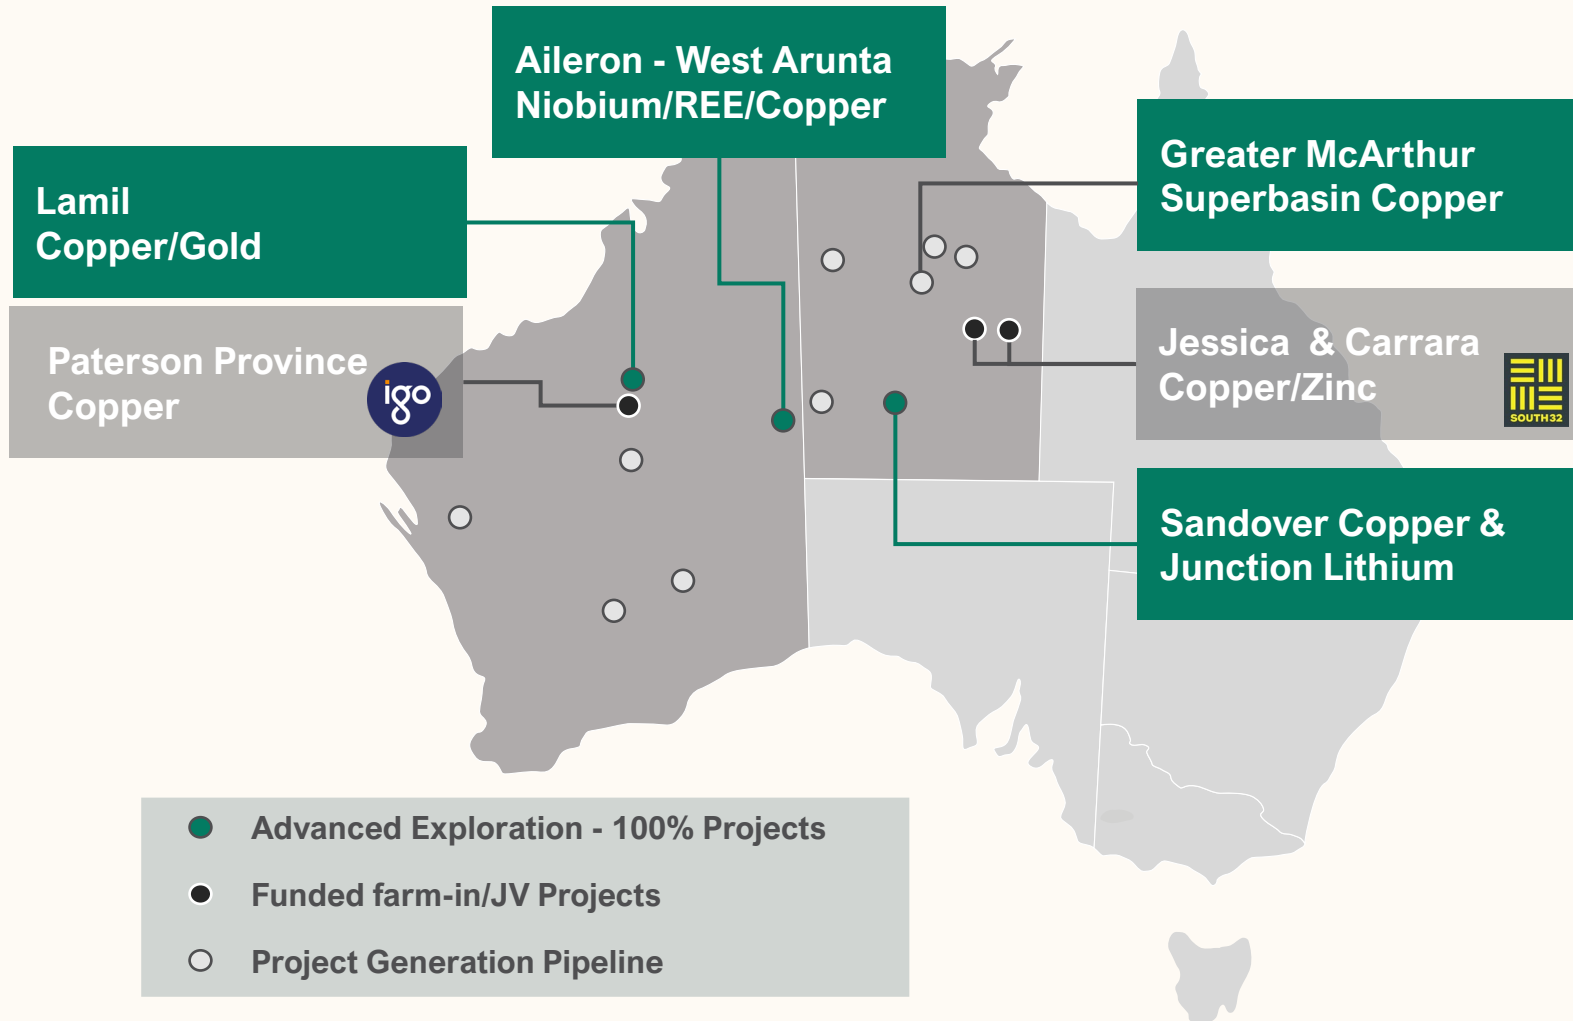 Aileron - West Arunta
Niobium/REE/Copper
Lamil
Copper/Gold
Greater McArthur
Superbasin Copper
Paterson Province
Copper
igo
Jessica & Carrara
Copper/Zinc
SOUTH32
Sandover Copper &
Junction Lithium
Advanced Exploration - 100% Projects
Funded farm-in/JV Projects
Project Generation Pipeline